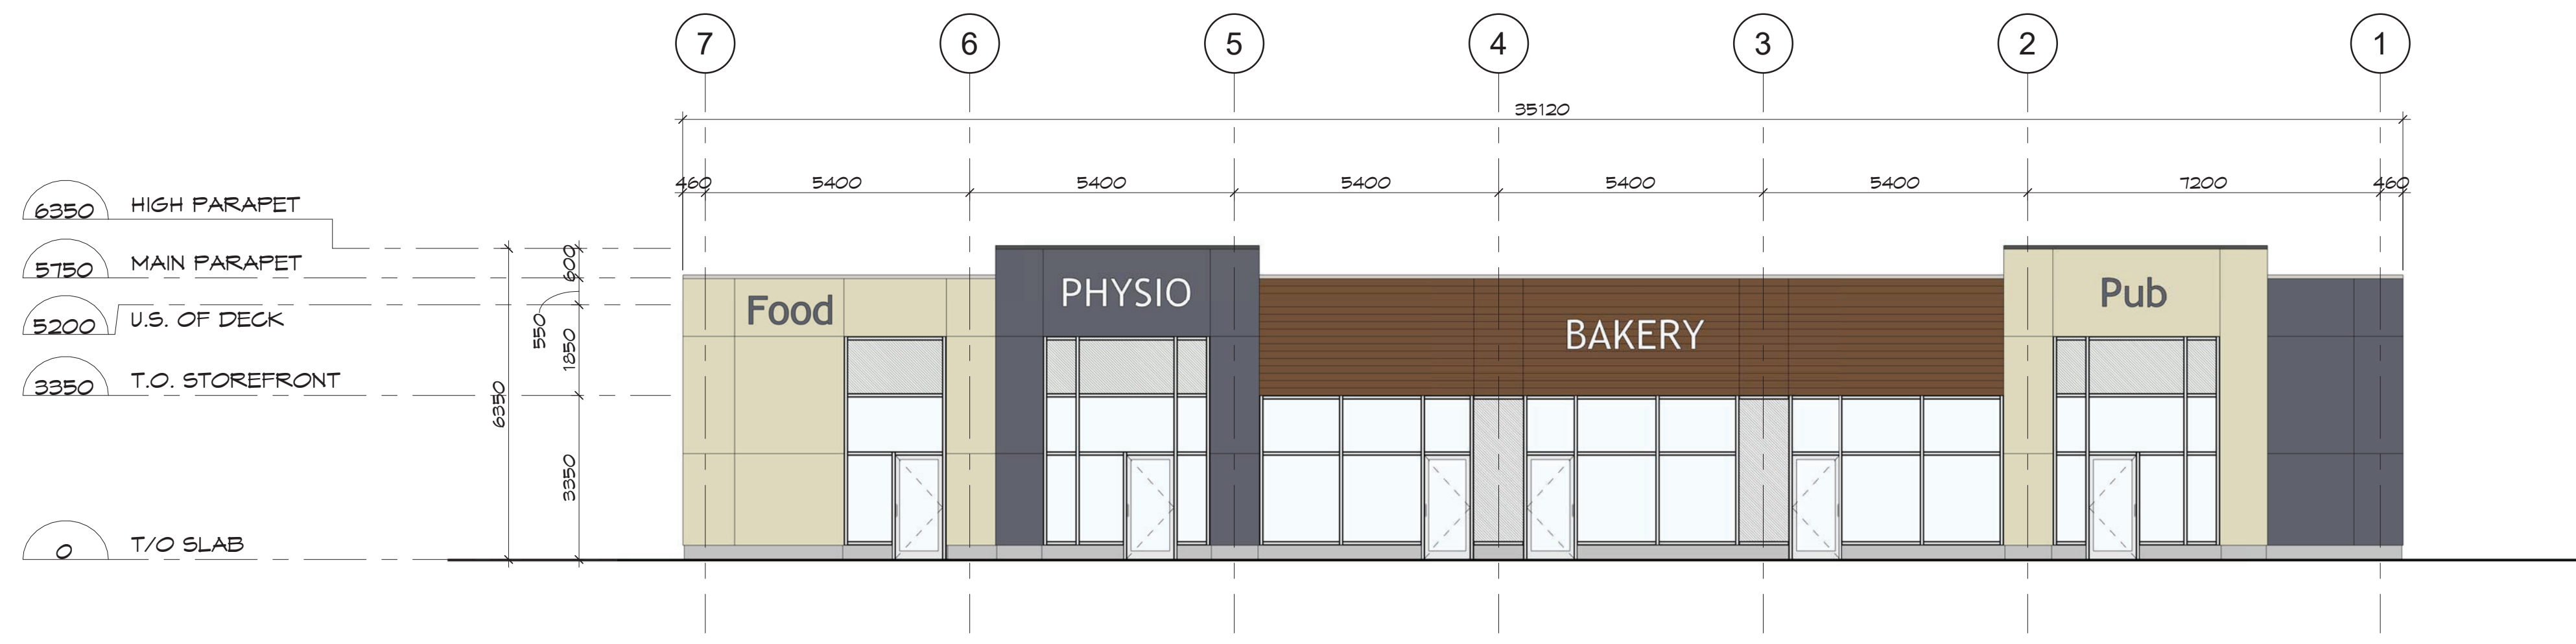 7 6 5 4 3 2 1
35120
460 5400 5400 5400 5400 5400 7200 460
6350 HIGH PARAPET
5750 MAIN PARAPET
5200 U.S. OF DECK
3350 T.O. STOREFRONT
0 T/O SLAB
6350
600
550
1850
3350
Food
PHYSIO
BAKERY
Pub